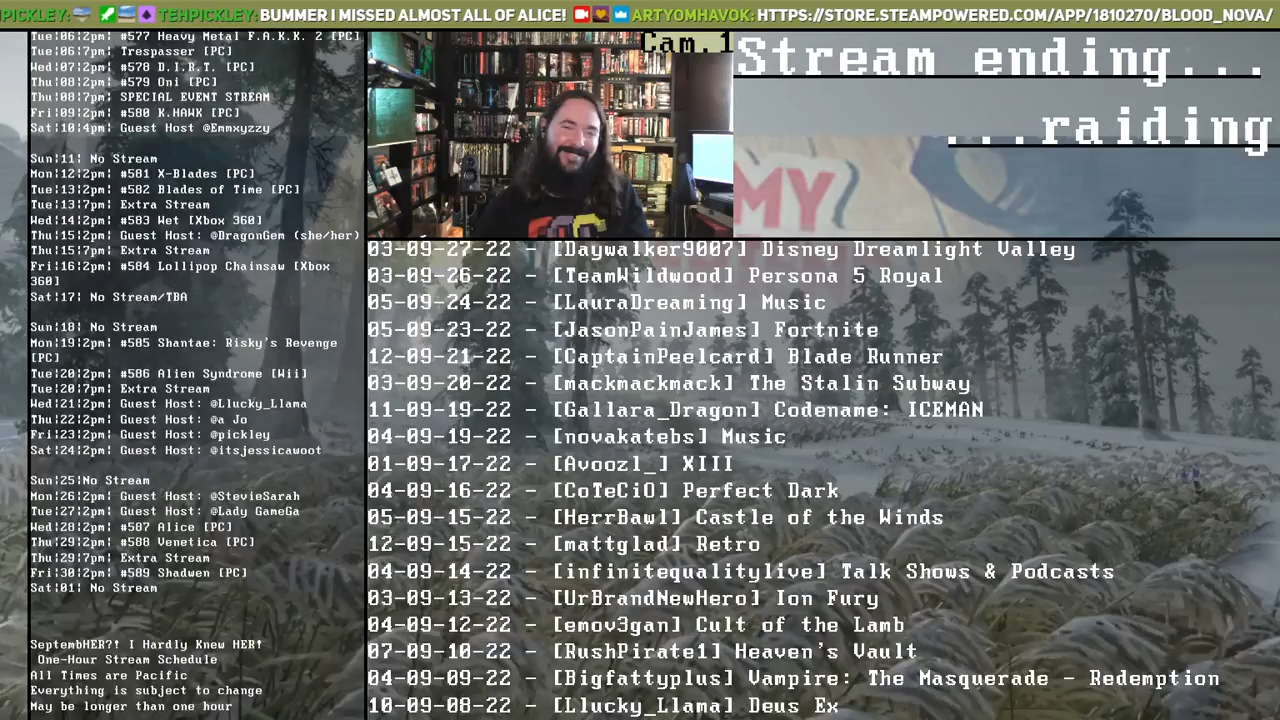 PICKLEY: TEHPICKLEY: BUMMER I MISSED ALMOST ALL OF ALICE! ARTYOMHAVOK: HTTPS://STORE.STEAMPOWERED.COM/APP/1810270/BLOOD_NOVA/
Tue|06|2pm| #577 Heavy Metal F.A.K.K. 2 [PC]
Tue|06|7pm| Trespasser [PC]
Wed|07|2pm| #578 D.I.R.T. [PC]
Thu|08|2pm| #579 Oni [PC]
Thu|08|7pm| SPECIAL EVENT STREAM
Fri|09|2pm| #580 K.HAWK [PC]
Sat|10|4pm| Guest Host @Emmxyzzy
Sun|11| No Stream
Mon|12|2pm| #581 X-Blades [PC]
Tue|13|2pm| #582 Blades of Time [PC]
Tue|13|7pm| Extra Stream
Wed|14|2pm| #583 Wet [Xbox 360]
Thu|15|2pm| Guest Host: @DragonGem (she/her)
Thu|15|7pm| Extra Stream
Fri|16|2pm| #584 Lollipop Chainsaw [Xbox
360]
Sat|17| No Stream/TBA
Sun|18| No Stream
Mon|19|2pm| #585 Shantae: Risky's Revenge
[PC]
Tue|20|2pm| #586 Alien Syndrome [Wii]
Tue|20|7pm| Extra Stream
Wed|21|2pm| Guest Host: @Llucky_Llama
Thu|22|2pm| Guest Host: @a Jo
Fri|23|2pm| Guest Host: @pickley
Sat|24|2pm| Guest Host: @itsjessicawoot
Sun|25|No Stream
Mon|26|2pm| Guest Host: @StevieSarah
Tue|27|2pm| Guest Host: @Lady GameGa
Wed|28|2pm| #587 Alice [PC]
Thu|29|2pm| #588 Venetica [PC]
Thu|29|7pm| Extra Stream
Fri|30|2pm| #589 Shadwen [PC]
Sat|01| No Stream
SeptembHER?! I Hardly Knew HER!
One-Hour Stream Schedule
All Times are Pacific
Everything is subject to change
May be longer than one hour
Cam.1
Stream ending...
...raiding
MY
03-09-27-22 - [Daywalker9007] Disney Dreamlight Valley
03-09-26-22 - [TeamWildwood] Persona 5 Royal
05-09-24-22 - [LauraDreaming] Music
05-09-23-22 - [JasonPainJames] Fortnite
12-09-21-22 - [CaptainPeelcard] Blade Runner
03-09-20-22 - [mackmackmack] The Stalin Subway
11-09-19-22 - [Gallara_Dragon] Codename: ICEMAN
04-09-19-22 - [novakatebs] Music
01-09-17-22 - [Avoozl_] XIII
04-09-16-22 - [CoTeCiO] Perfect Dark
05-09-15-22 - [HerrBawl] Castle of the Winds
12-09-15-22 - [mattglad] Retro
04-09-14-22 - [infinitequalitylive] Talk Shows & Podcasts
03-09-13-22 - [UrBrandNewHero] Ion Fury
04-09-12-22 - [emov3gan] Cult of the Lamb
07-09-10-22 - [RushPirate1] Heaven's Vault
04-09-09-22 - [Bigfattyplus] Vampire: The Masquerade - Redemption
10-09-08-22 - [Llucky_Llama] Deus Ex